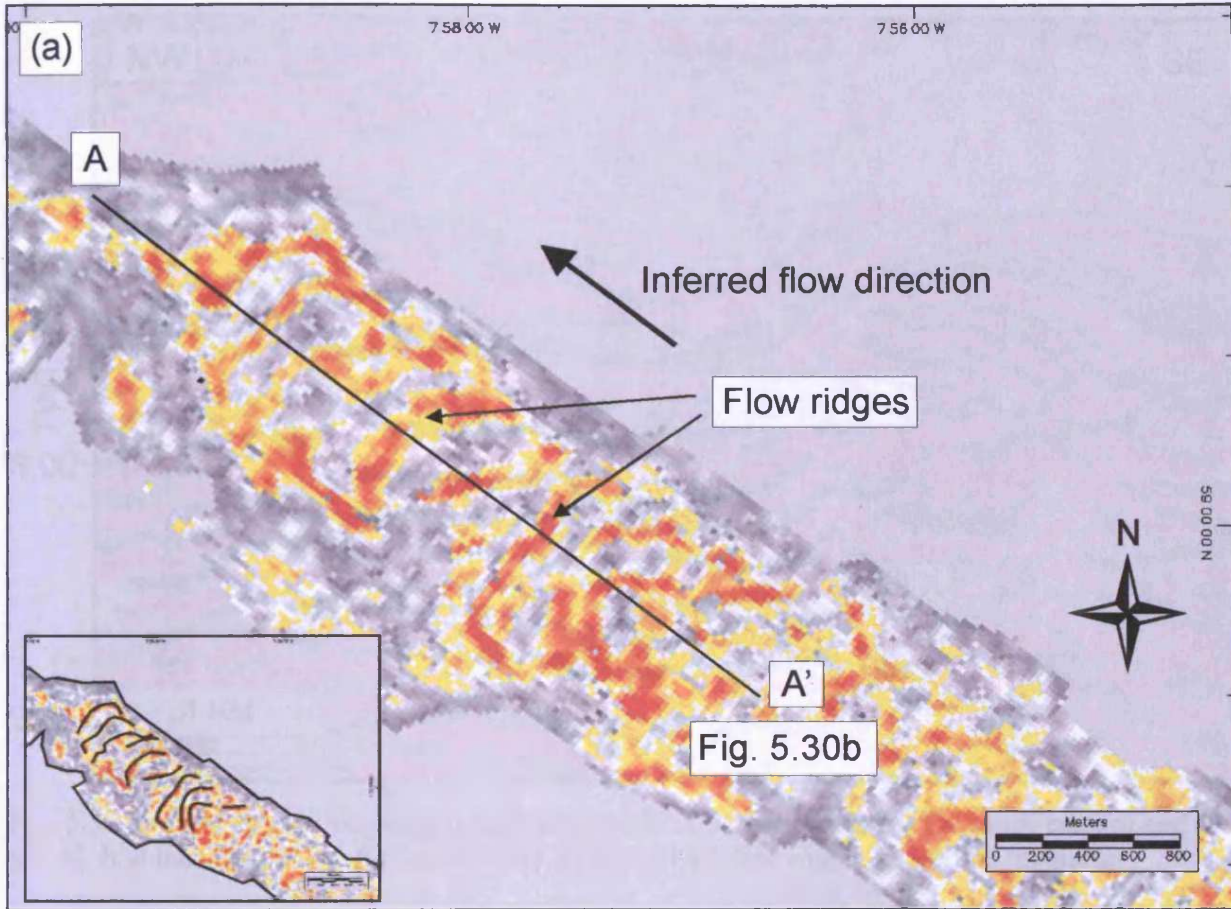 7 58 00 W
7 56 00 W
(a)
A
Inferred flow direction
Flow ridges
59 00 00 N
N
A'
Fig. 5.30b
Meters
0 200 400 600 800